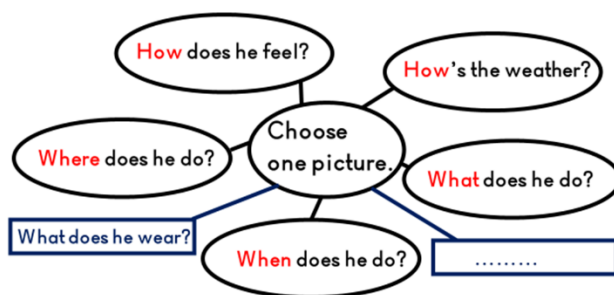 How does he feel?
How's the weather?
Choose
one picture.
Where does he do?
What does he do?
What does he wear?
When does he do?
.........